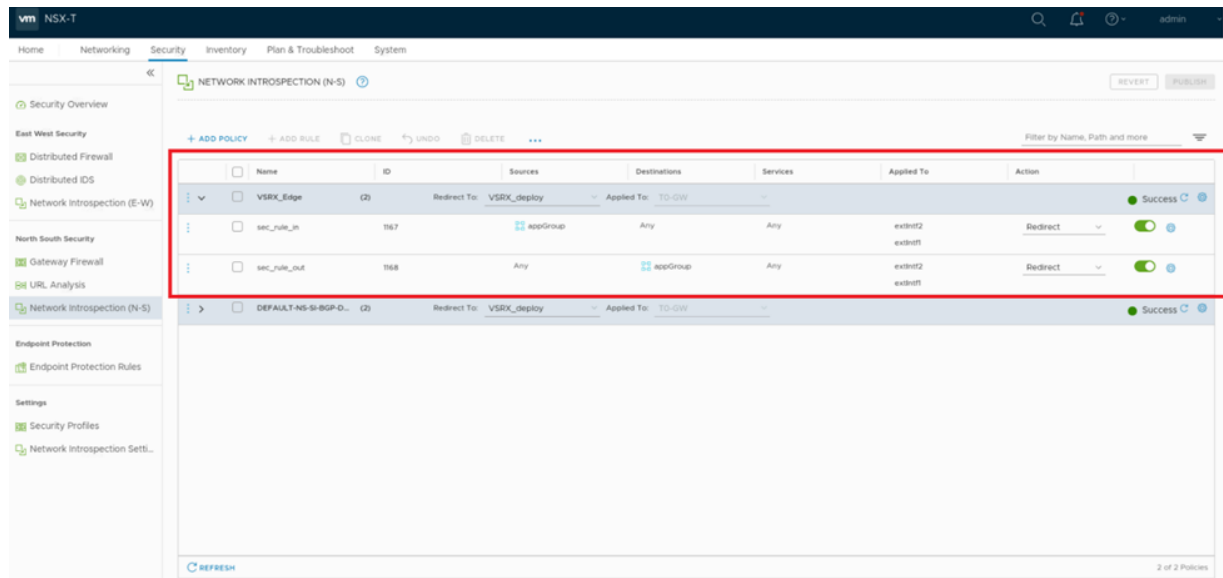 vm NSX-T admin
Home Networking Security Inventory Plan & Troubleshoot System
NETWORK INTROSPECTION (N-S) REVERT PUBLISH
Security Overview
East West Security
Distributed Firewall
Distributed IDS
Network Introspection (E-W)
North South Security
Gateway Firewall
URL Analysis
Network Introspection (N-S)
Endpoint Protection
Endpoint Protection Rules
Settings
Security Profiles
Network Introspection Setti...
+ ADD POLICY + ADD RULE CLONE UNDO DELETE ... Filter by Name, Path and more
Name ID Sources Destinations Services Applied To Action
VSRX_Edge (2) Redirect To: VSRX_deploy Applied To: TO-GW Success
sec_rule_in 1167 appGroup Any Any extIntf2 Redirect
extIntf1
sec_rule_out 1168 Any appGroup Any extIntf2 Redirect
extIntf1
DEFAULT-NS-SI-BGP-D... (2) Redirect To: VSRX_deploy Applied To: TO-GW Success
REFRESH 2 of 2 Policies